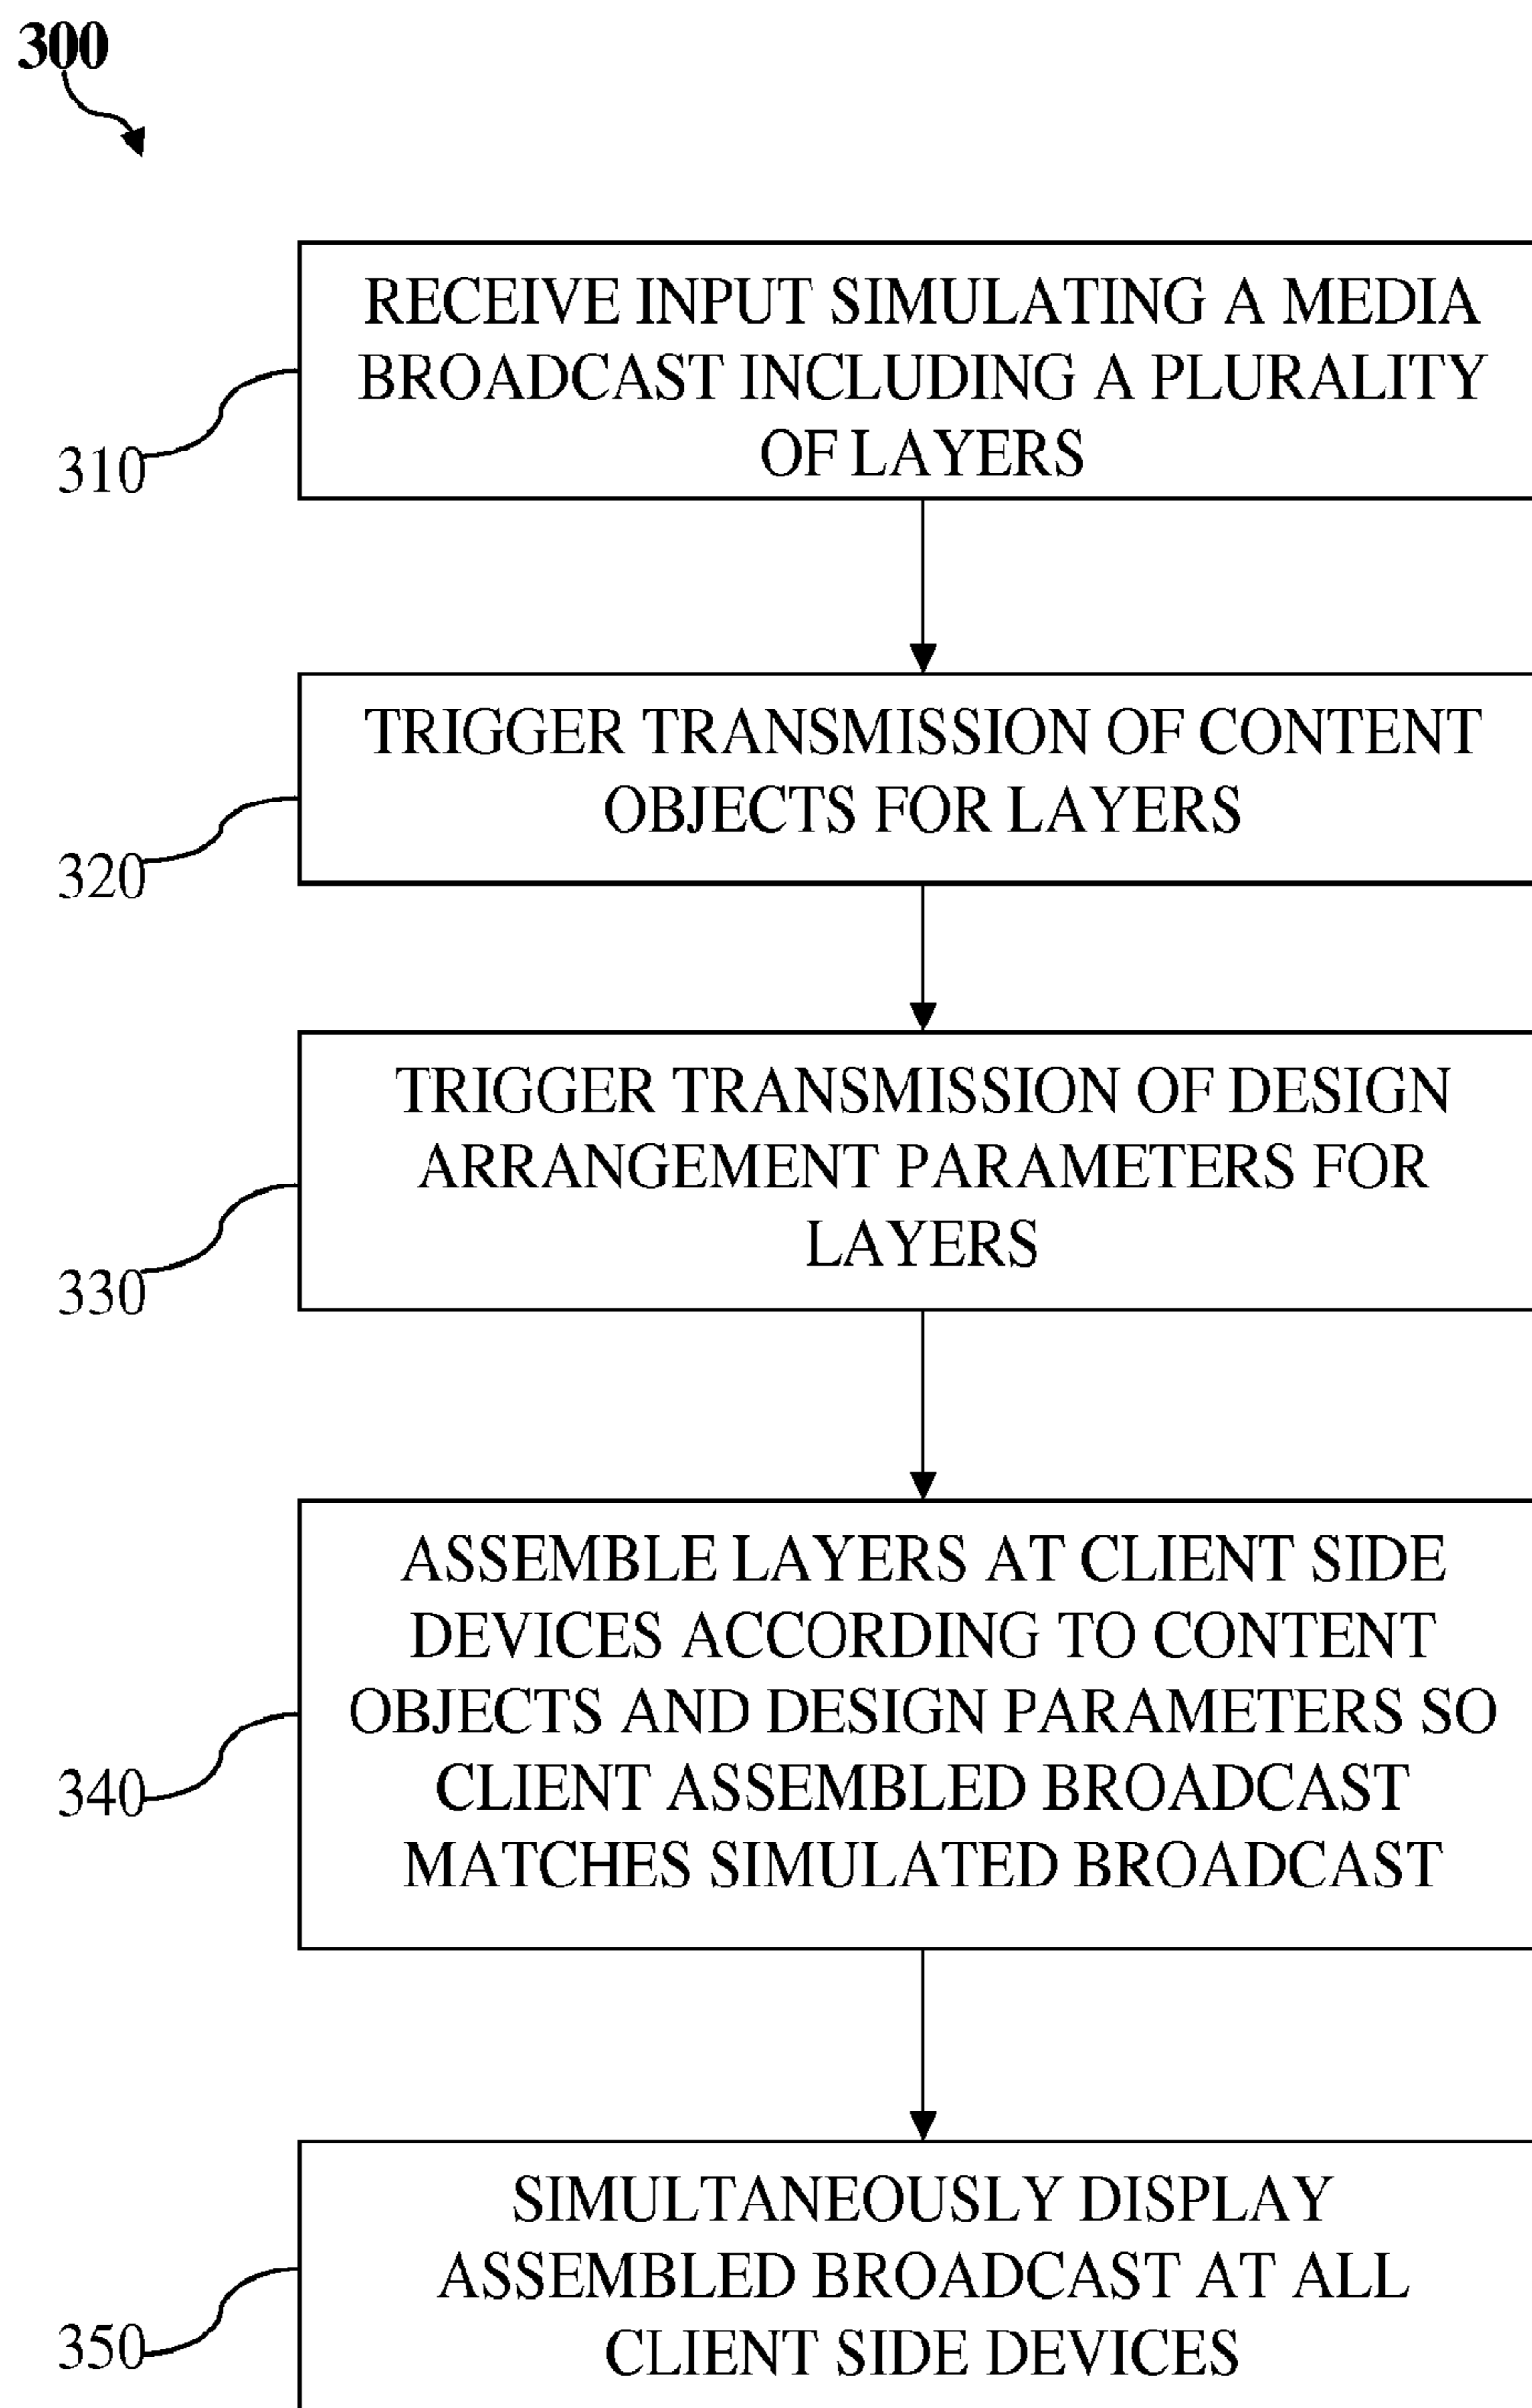 300
RECEIVE INPUT SIMULATING A MEDIA
BROADCAST INCLUDING A PLURALITY
OF LAYERS
310
TRIGGER TRANSMISSION OF CONTENT
OBJECTS FOR LAYERS
320
TRIGGER TRANSMISSION OF DESIGN
ARRANGEMENT PARAMETERS FOR
LAYERS
330
ASSEMBLE LAYERS AT CLIENT SIDE
DEVICES ACCORDING TO CONTENT
OBJECTS AND DESIGN PARAMETERS SO
CLIENT ASSEMBLED BROADCAST
MATCHES SIMULATED BROADCAST
340
SIMULTANEOUSLY DISPLAY
ASSEMBLED BROADCAST AT ALL
CLIENT SIDE DEVICES
350